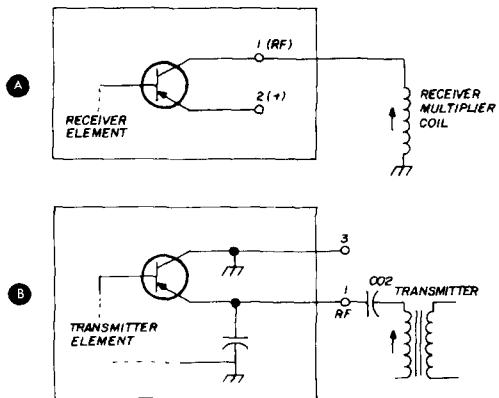 A
1 (RF)
2 (+)
RECEIVER
ELEMENT
RECEIVER
MULTIPLIER
COIL
B
3
1
RF
.002
TRANSMITTER
TRANSMITTER
ELEMENT